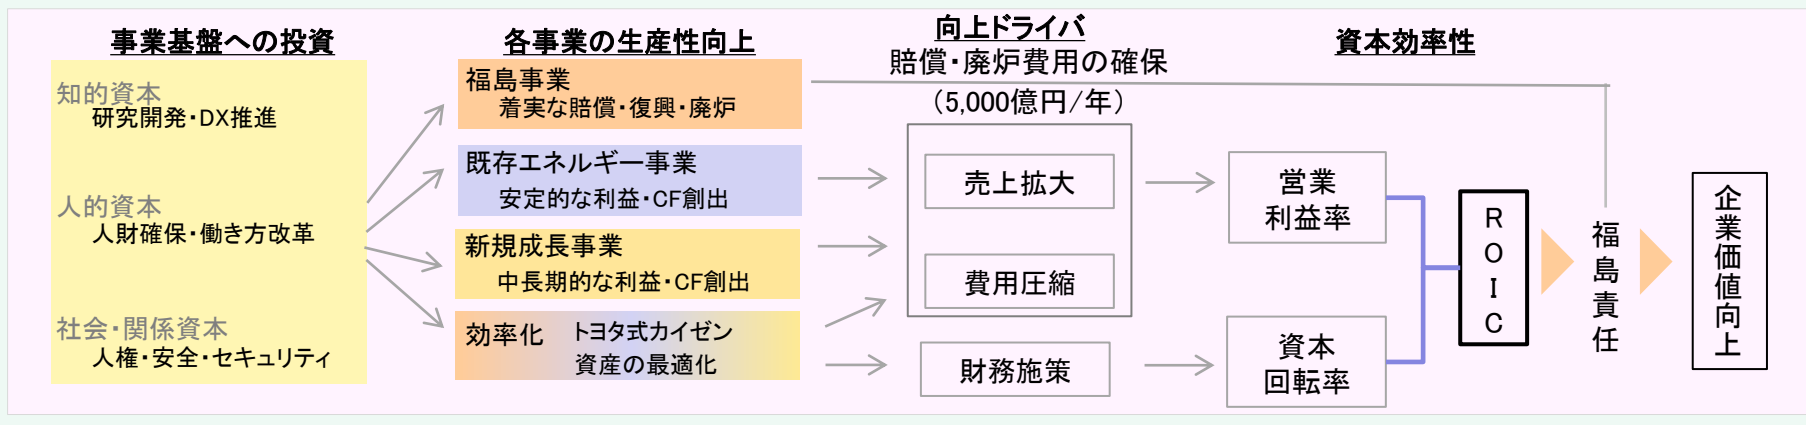 事業基盤への投資
知的資本
研究開発・DX推進
人的資本
人財確保・働き方改革
社会・関係資本
人権・安全・セキュリティ
各事業の生産性向上
福島事業
着実な賠償・復興・廃炉
既存エネルギー事業
安定的な利益・CF創出
新規成長事業
中長期的な利益・CF創出
効率化 トヨタ式カイゼン
資産の最適化
向上ドライバ
賠償・廃炉費用の確保
(5,000億円/年)
売上拡大
費用圧縮
財務施策
資本効率性
営業
利益率
資本
回転率
ROIC
福島責任
企業価値向上